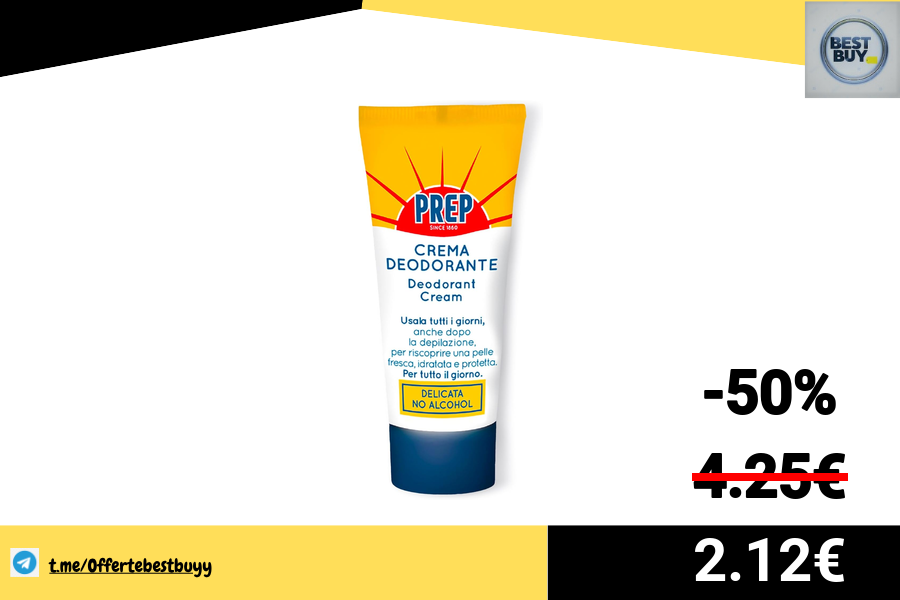 BEST
BUY
PREP
SINCE 1860
CREMA
DEODORANTE
Deodorant
Cream
Usala tutti i giorni,
anche dopo
la depilazione,
per riscoprire una pelle
fresca, idratata e protetta.
Per tutto il giorno.
DELICATA
NO ALCOHOL
-50%
4.25€
2.12€
t.me/Offertebestbuyy